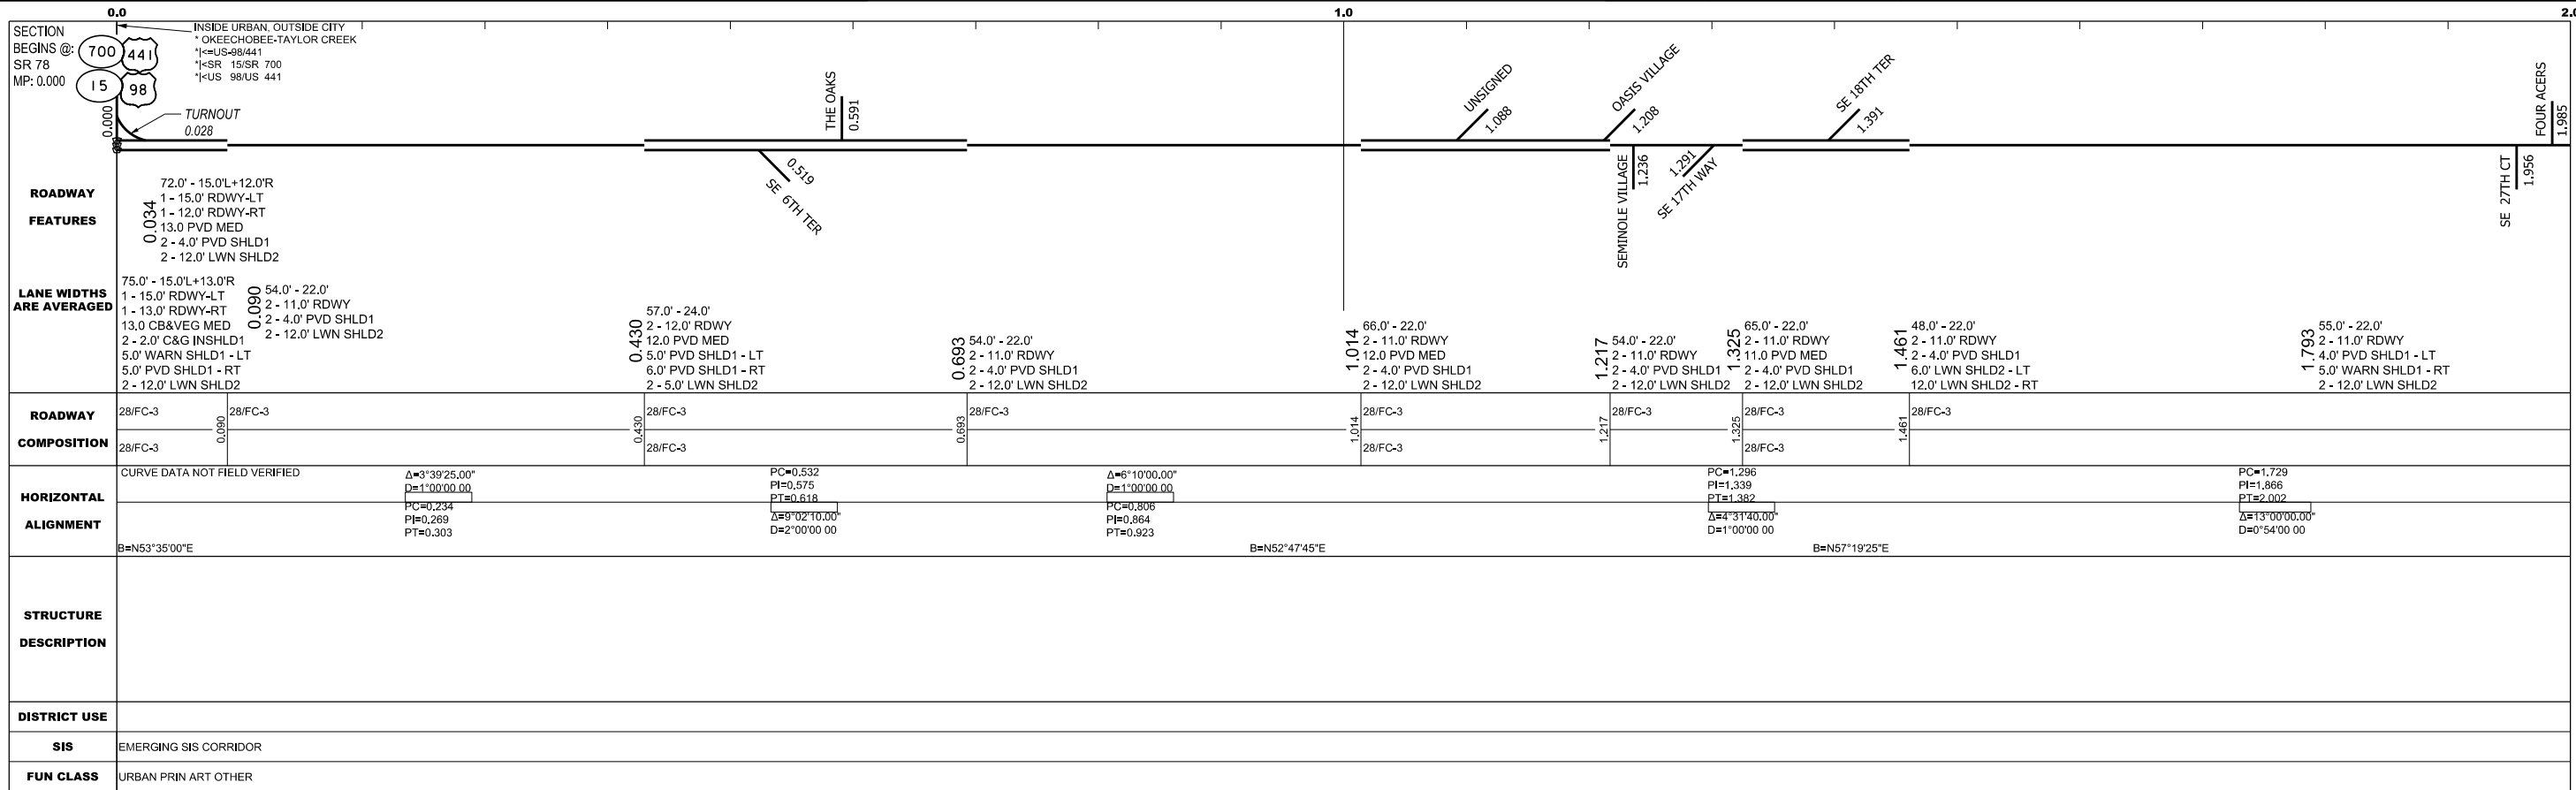 0.0
1.0
2.0
SECTION
BEGINS @:
SR 78
MP: 0.000
700
441
15
98
INSIDE URBAN, OUTSIDE CITY
* OKEECHOBEE-TAYLOR CREEK
*|<=US-98/441
*|<SR 15/SR 700
*|<US 98/US 441
0.000
TURNOUT
0.028
THE OAKS
0.591
SE 6TH TER
0.519
UNSIGNED
1.088
OASIS VILLAGE
1.208
SEMINOLE VILLAGE
1.236
SE 17TH WAY
1.291
SE 18TH TER
1.391
SE 27TH CT
1.956
FOUR ACERS
1.985
ROADWAY
FEATURES
0.034
72.0' - 15.0'L+12.0'R
1 - 15.0' RDWY-LT
1 - 12.0' RDWY-RT
13.0 PVD MED
2 - 4.0' PVD SHLD1
2 - 12.0' LWN SHLD2
LANE WIDTHS
ARE AVERAGED
75.0' - 15.0'L+13.0'R
1 - 15.0' RDWY-LT
1 - 13.0' RDWY-RT
13.0 CB&VEG MED
2 - 2.0' C&G INSHLD1
5.0' WARN SHLD1 - LT
5.0' PVD SHLD1 - RT
2 - 12.0' LWN SHLD2
0.090
54.0' - 22.0'
2 - 11.0' RDWY
2 - 4.0' PVD SHLD1
2 - 12.0' LWN SHLD2
0.430
57.0' - 24.0'
2 - 12.0' RDWY
12.0 PVD MED
5.0' PVD SHLD1 - LT
6.0' PVD SHLD1 - RT
2 - 5.0' LWN SHLD2
0.693
54.0' - 22.0'
2 - 11.0' RDWY
2 - 4.0' PVD SHLD1
2 - 12.0' LWN SHLD2
1.014
66.0' - 22.0'
2 - 11.0' RDWY
12.0 PVD MED
2 - 4.0' PVD SHLD1
2 - 12.0' LWN SHLD2
1.217
54.0' - 22.0'
2 - 11.0' RDWY
2 - 4.0' PVD SHLD1
2 - 12.0' LWN SHLD2
1.325
65.0' - 22.0'
2 - 11.0' RDWY
11.0 PVD MED
2 - 4.0' PVD SHLD1
2 - 12.0' LWN SHLD2
1.461
48.0' - 22.0'
2 - 11.0' RDWY
2 - 4.0' PVD SHLD1
6.0' LWN SHLD2 - LT
12.0' LWN SHLD2 - RT
1.793
55.0' - 22.0'
2 - 11.0' RDWY
4.0' PVD SHLD1 - LT
5.0' WARN SHLD1 - RT
2 - 12.0' LWN SHLD2
ROADWAY
COMPOSITION
28/FC-3
28/FC-3
0.090
28/FC-3
0.430
28/FC-3
28/FC-3
0.693
28/FC-3
1.014
28/FC-3
28/FC-3
1.217
28/FC-3
1.325
28/FC-3
28/FC-3
1.461
28/FC-3
HORIZONTAL
ALIGNMENT
CURVE DATA NOT FIELD VERIFIED
B=N53°35'00"E
Δ=3°39'25.00"
D=1°00'00 00
PC=0.234
PI=0.269
PT=0.303
PC=0.532
PI=0.575
PT=0.618
Δ=9°02'10.00"
D=2°00'00 00
Δ=6°10'00.00"
D=1°00'00 00
PC=0.806
PI=0.864
PT=0.923
B=N52°47'45"E
PC=1.296
PI=1.339
PT=1.382
Δ=4°31'40.00"
D=1°00'00 00
B=N57°19'25"E
PC=1.729
PI=1.866
PT=2.002
Δ=13°00'00.00"
D=0°54'00 00
STRUCTURE
DESCRIPTION
DISTRICT USE
SIS
EMERGING SIS CORRIDOR
FUN CLASS
URBAN PRIN ART OTHER